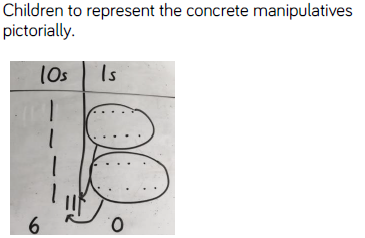 Children to represent the concrete manipulatives
pictorially.
10s 1s
6 0